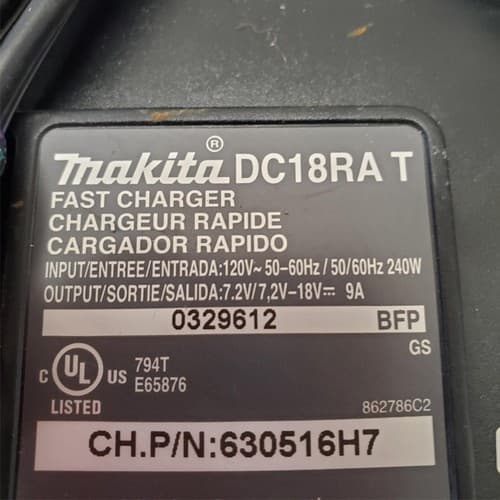 makita® DC18RA T
FAST CHARGER
CHARGEUR RAPIDE
CARGADOR RAPIDO
INPUT/ENTREE/ENTRADA:120V~ 50-60Hz / 50/60Hz 240W
OUTPUT/SORTIE/SALIDA:7.2V/7,2V-18V⎓ 9A
0329612 BFP
GS
C UL US 794T
E65876
LISTED 862786C2
CH.P/N:630516H7